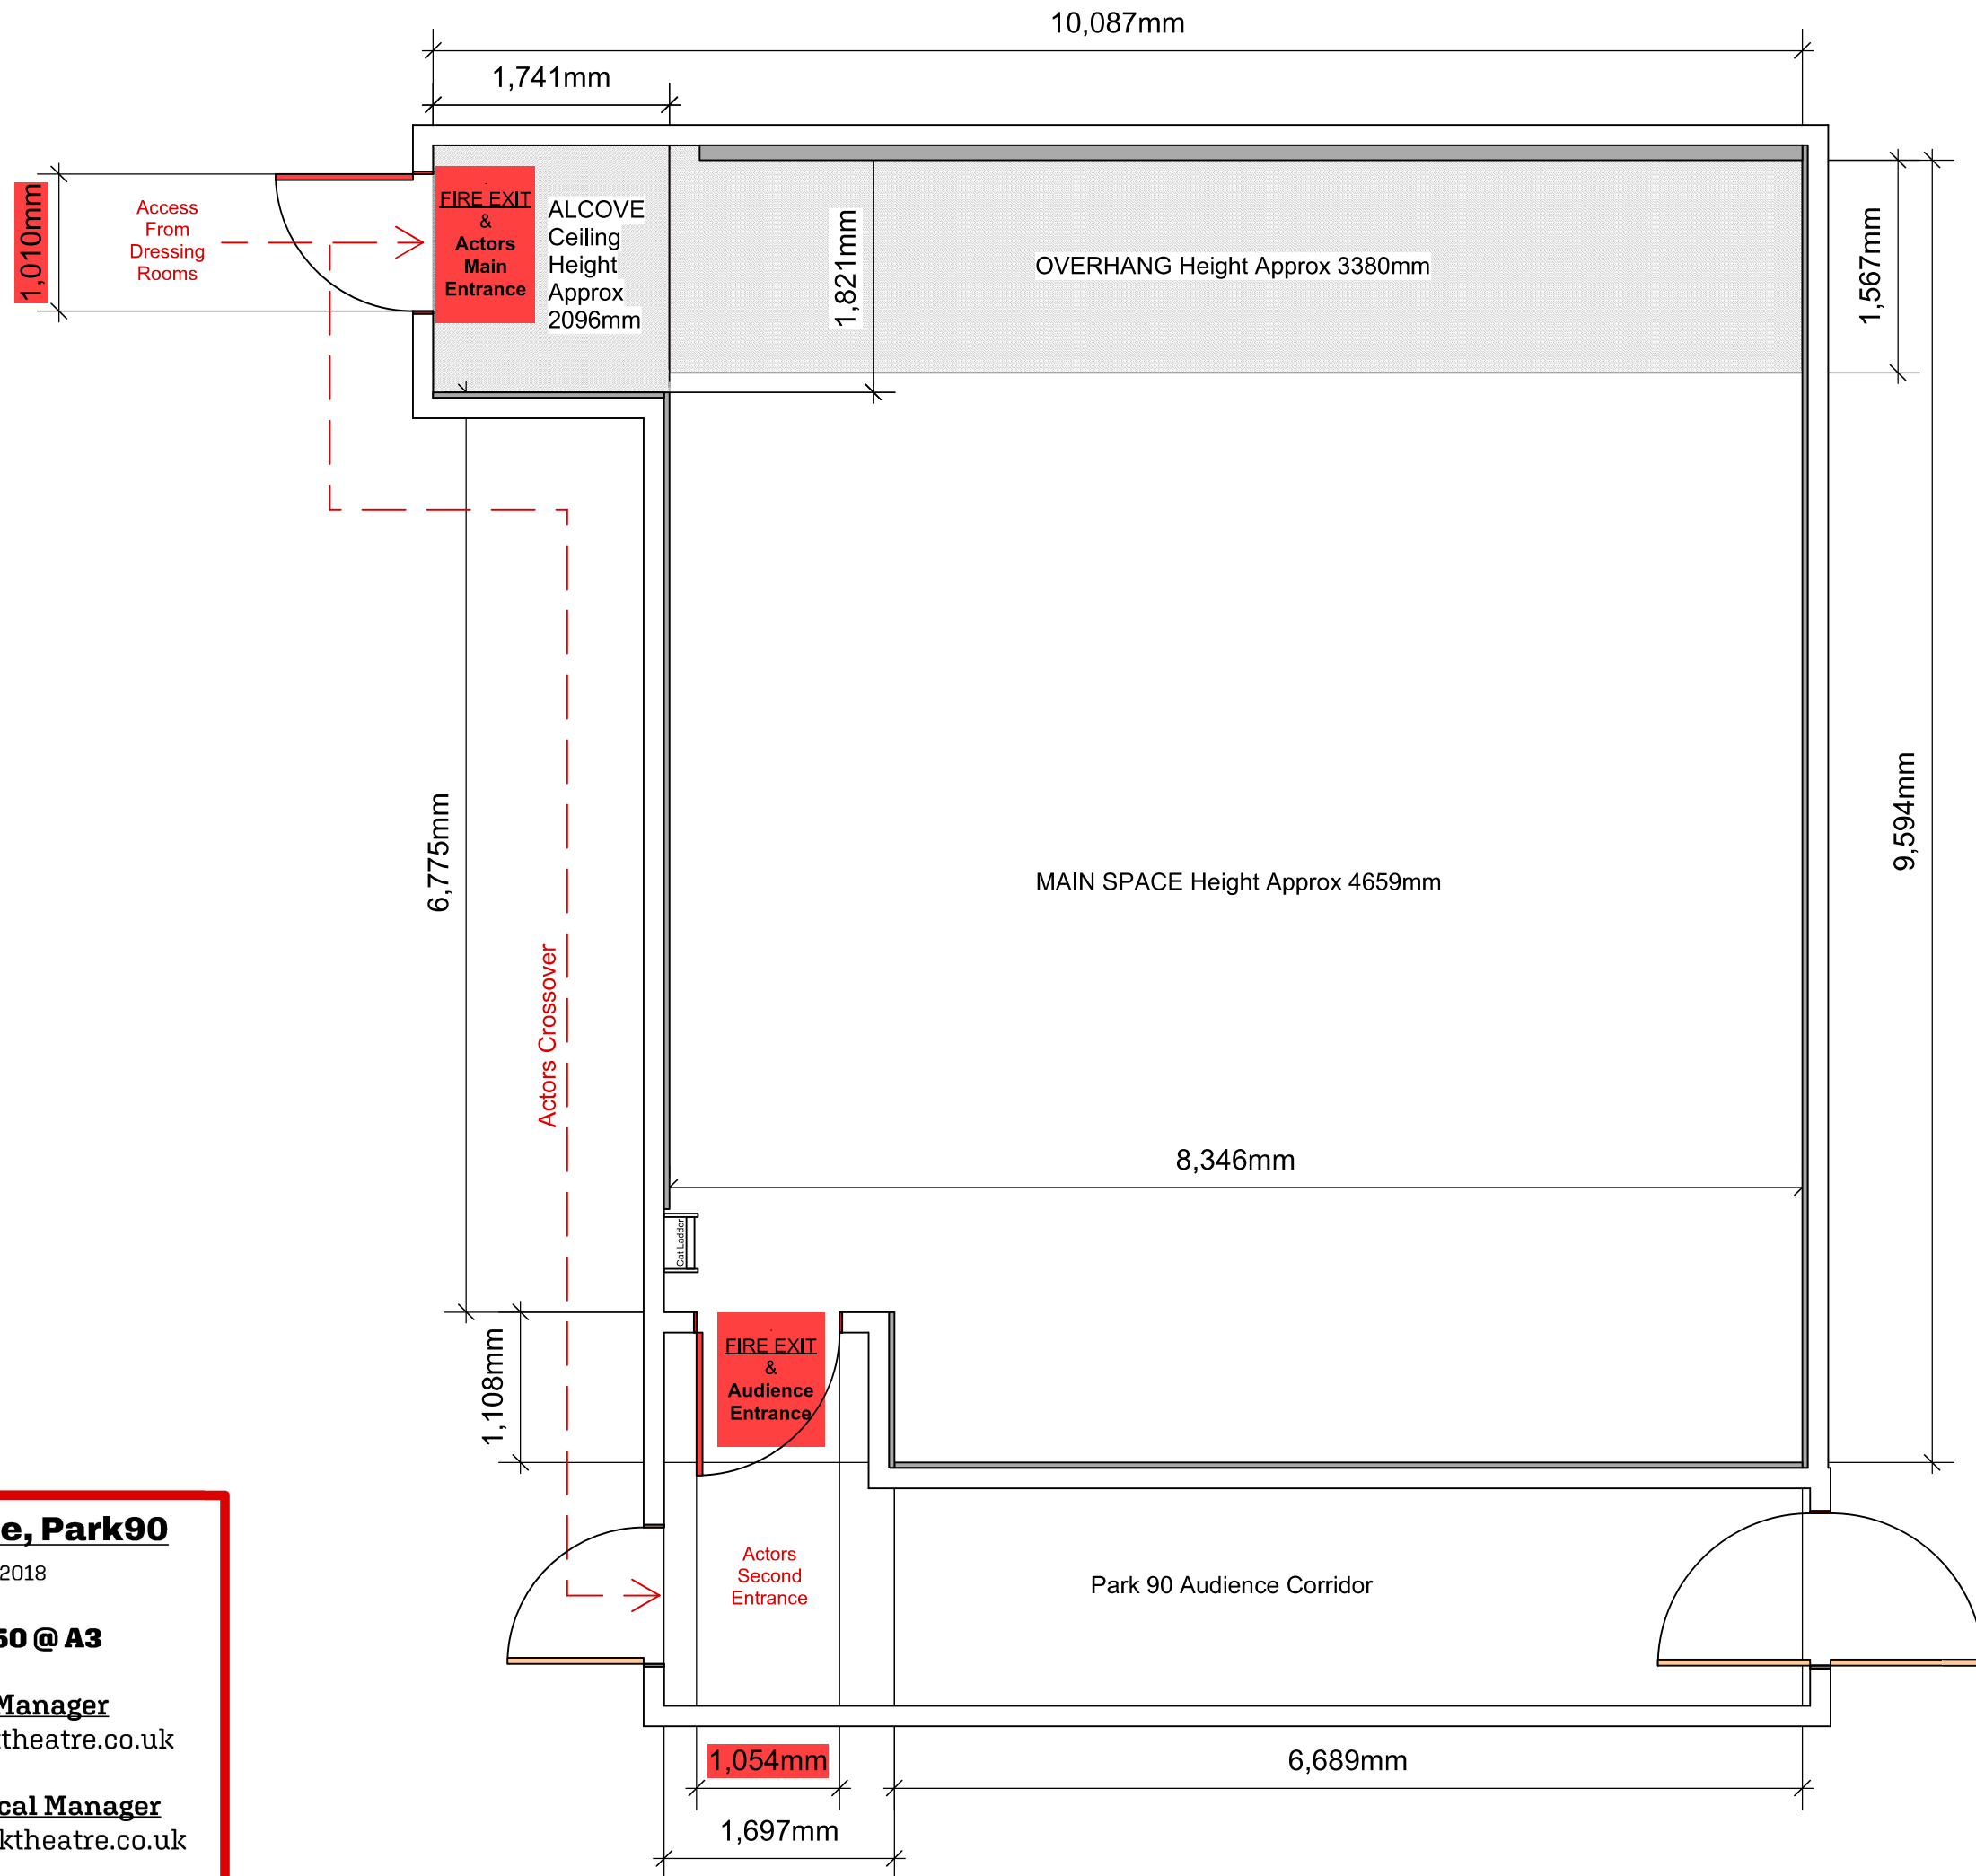 10,087mm
1,741mm
1,010mm
Access
From
Dressing
Rooms
FIRE EXIT
&
Actors
Main
Entrance
ALCOVE
Ceiling
Height
Approx
2096mm
1,821mm
OVERHANG Height Approx 3380mm
1,567mm
9,594mm
6,775mm
MAIN SPACE Height Approx 4659mm
Actors Crossover
8,346mm
Cat Ladder
1,108mm
FIRE EXIT
&
Audience
Entrance
Actors
Second
Entrance
Park 90 Audience Corridor
1,054mm
6,689mm
1,697mm
e, Park90
2018
50 @ A3
Manager
theatre.co.uk
cal Manager
ktheatre.co.uk